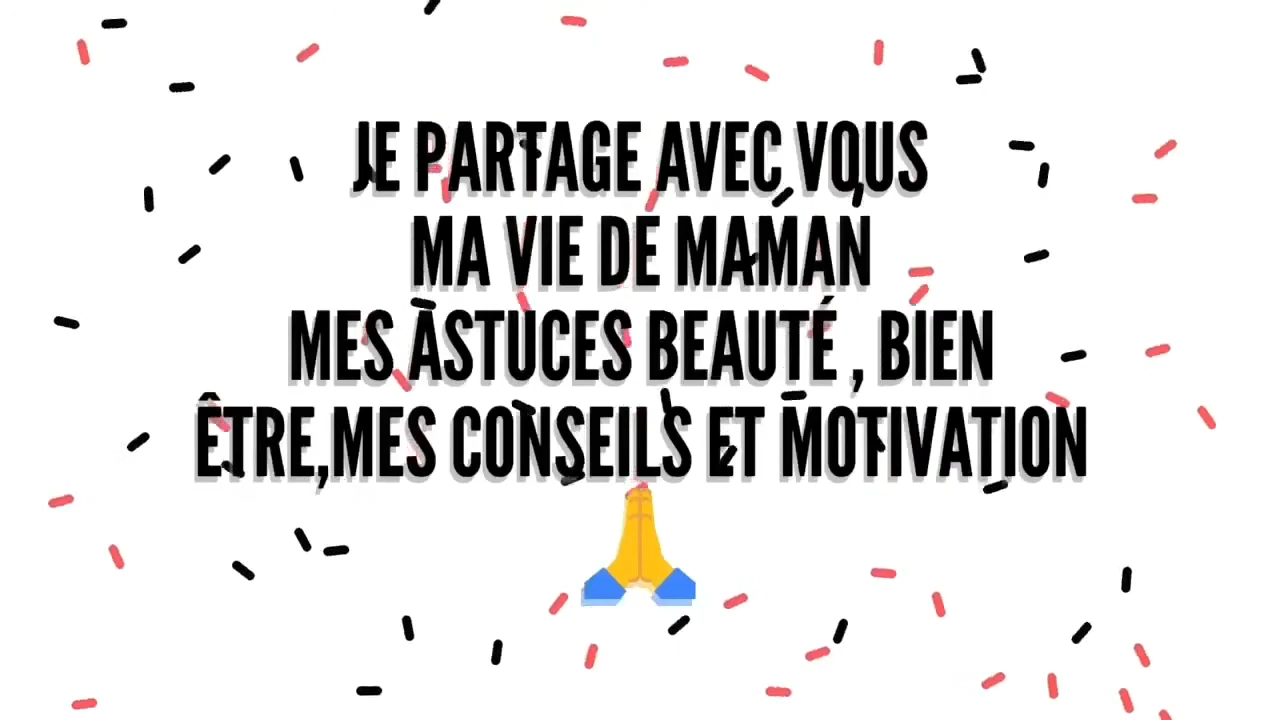 JE PARTAGE AVEC VOUS
MA VIE DE MAMAN
MES ASTUCES BEAUTÉ , BIEN
ÊTRE,MES CONSEILS ET MOTIVATION
🙏